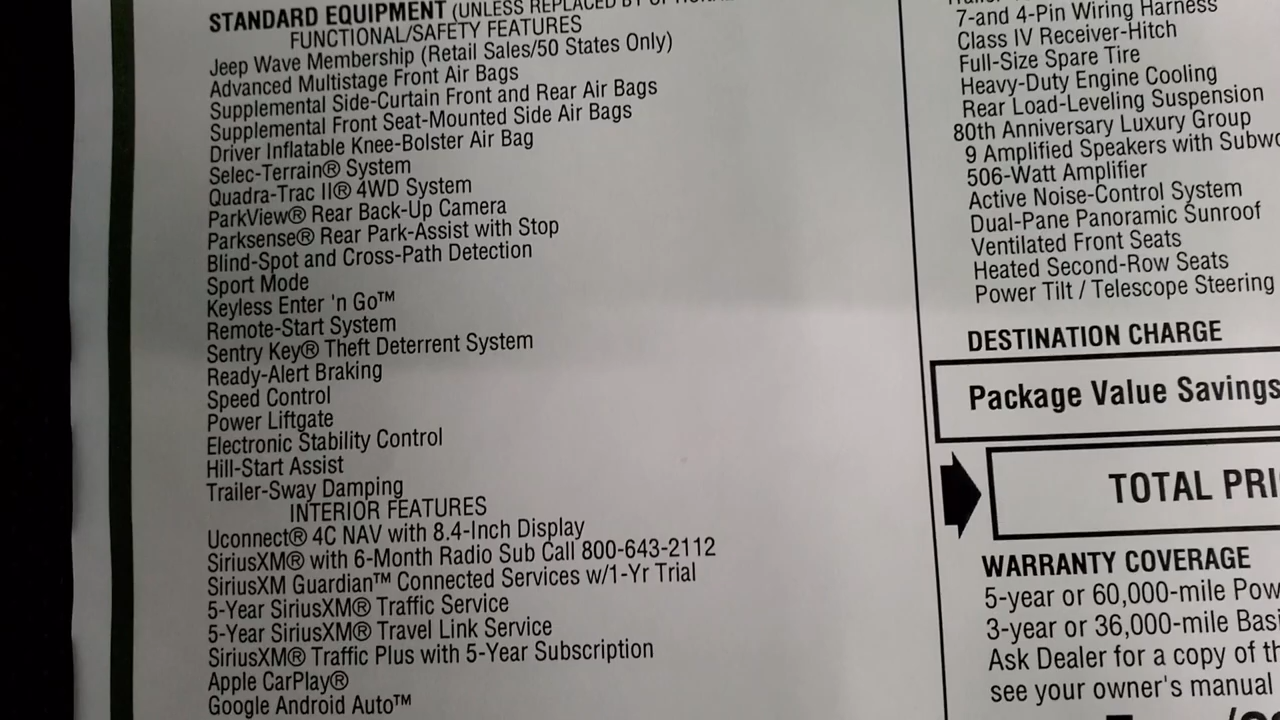 STANDARD EQUIPMENT (UNLESS REPLACED BY
FUNCTIONAL/SAFETY FEATURES
Jeep Wave Membership (Retail Sales/50 States Only)
Advanced Multistage Front Air Bags
Supplemental Side-Curtain Front and Rear Air Bags
Supplemental Front Seat-Mounted Side Air Bags
Driver Inflatable Knee-Bolster Air Bag
Selec-Terrain® System
Quadra-Trac II® 4WD System
ParkView® Rear Back-Up Camera
Parksense® Rear Park-Assist with Stop
Blind-Spot and Cross-Path Detection
Sport Mode
Keyless Enter 'n Go™
Remote-Start System
Sentry Key® Theft Deterrent System
Ready-Alert Braking
Speed Control
Power Liftgate
Electronic Stability Control
Hill-Start Assist
Trailer-Sway Damping
INTERIOR FEATURES
Uconnect® 4C NAV with 8.4-Inch Display
SiriusXM® with 6-Month Radio Sub Call 800-643-2112
SiriusXM Guardian™ Connected Services w/1-Yr Trial
5-Year SiriusXM® Traffic Service
5-Year SiriusXM® Travel Link Service
SiriusXM® Traffic Plus with 5-Year Subscription
Apple CarPlay®
Google Android Auto™
7-and 4-Pin Wiring Harness
Class IV Receiver-Hitch
Full-Size Spare Tire
Heavy-Duty Engine Cooling
Rear Load-Leveling Suspension
80th Anniversary Luxury Group
9 Amplified Speakers with Subwo
506-Watt Amplifier
Active Noise-Control System
Dual-Pane Panoramic Sunroof
Ventilated Front Seats
Heated Second-Row Seats
Power Tilt / Telescope Steering
DESTINATION CHARGE
Package Value Savings
TOTAL PRI
WARRANTY COVERAGE
5-year or 60,000-mile Pow
3-year or 36,000-mile Basi
Ask Dealer for a copy of th
see your owner's manual